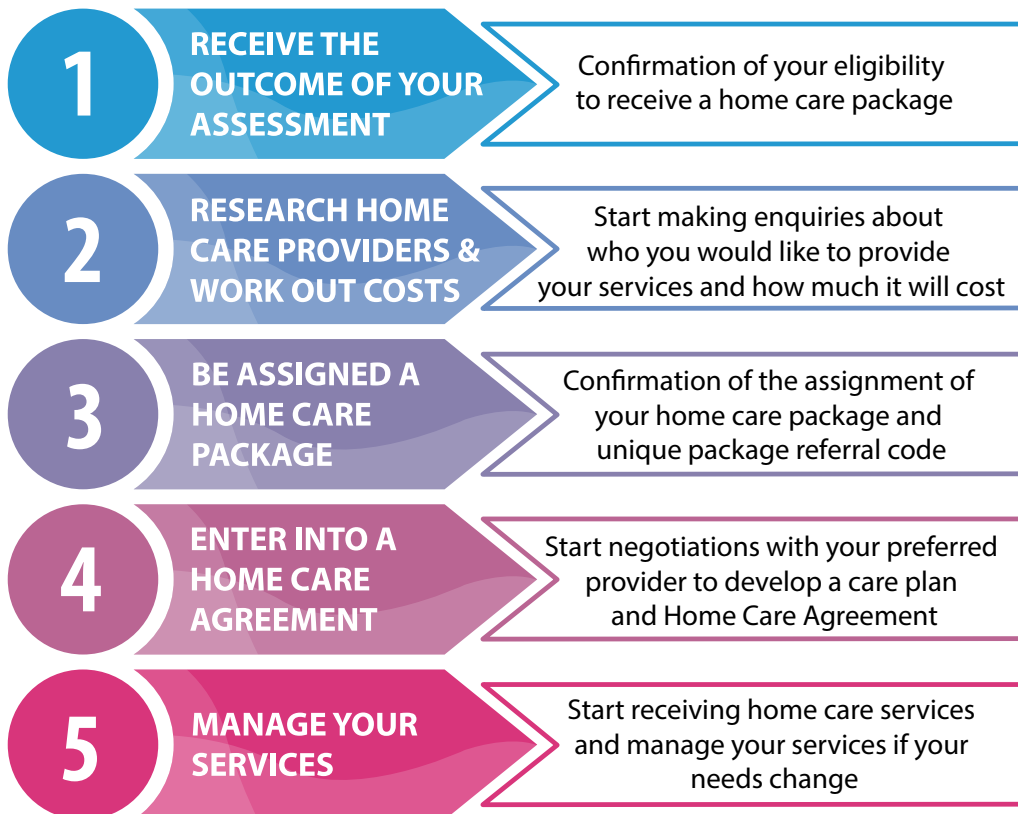 1
RECEIVE THE
OUTCOME OF YOUR
ASSESSMENT
Confirmation of your eligibility
to receive a home care package
2
RESEARCH HOME
CARE PROVIDERS &
WORK OUT COSTS
Start making enquiries about
who you would like to provide
your services and how much it will cost
3
BE ASSIGNED A
HOME CARE
PACKAGE
Confirmation of the assignment of
your home care package and
unique package referral code
4
ENTER INTO A
HOME CARE
AGREEMENT
Start negotiations with your preferred
provider to develop a care plan
and Home Care Agreement
5
MANAGE YOUR
SERVICES
Start receiving home care services
and manage your services if your
needs change